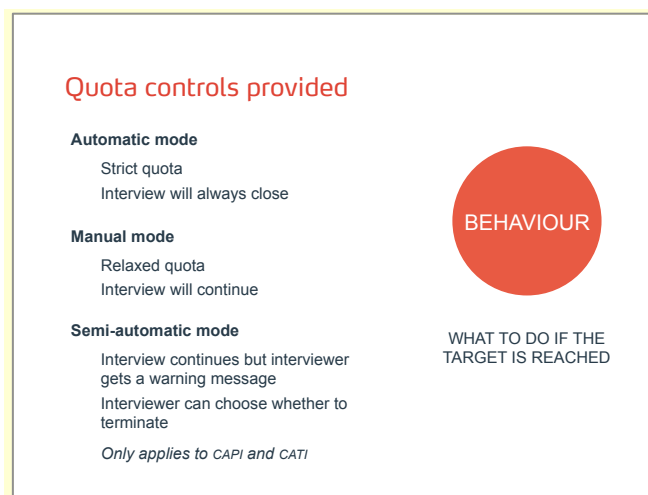 Quota controls provided
Automatic mode
Strict quota
Interview will always close
Manual mode
Relaxed quota
Interview will continue
Semi-automatic mode
Interview continues but interviewer
gets a warning message
Interviewer can choose whether to
terminate
Only applies to CAPI and CATI
BEHAVIOUR
WHAT TO DO IF THE
TARGET IS REACHED